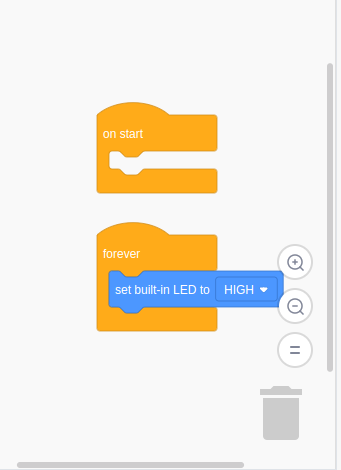 on start
forever
set built-in LED to HIGH